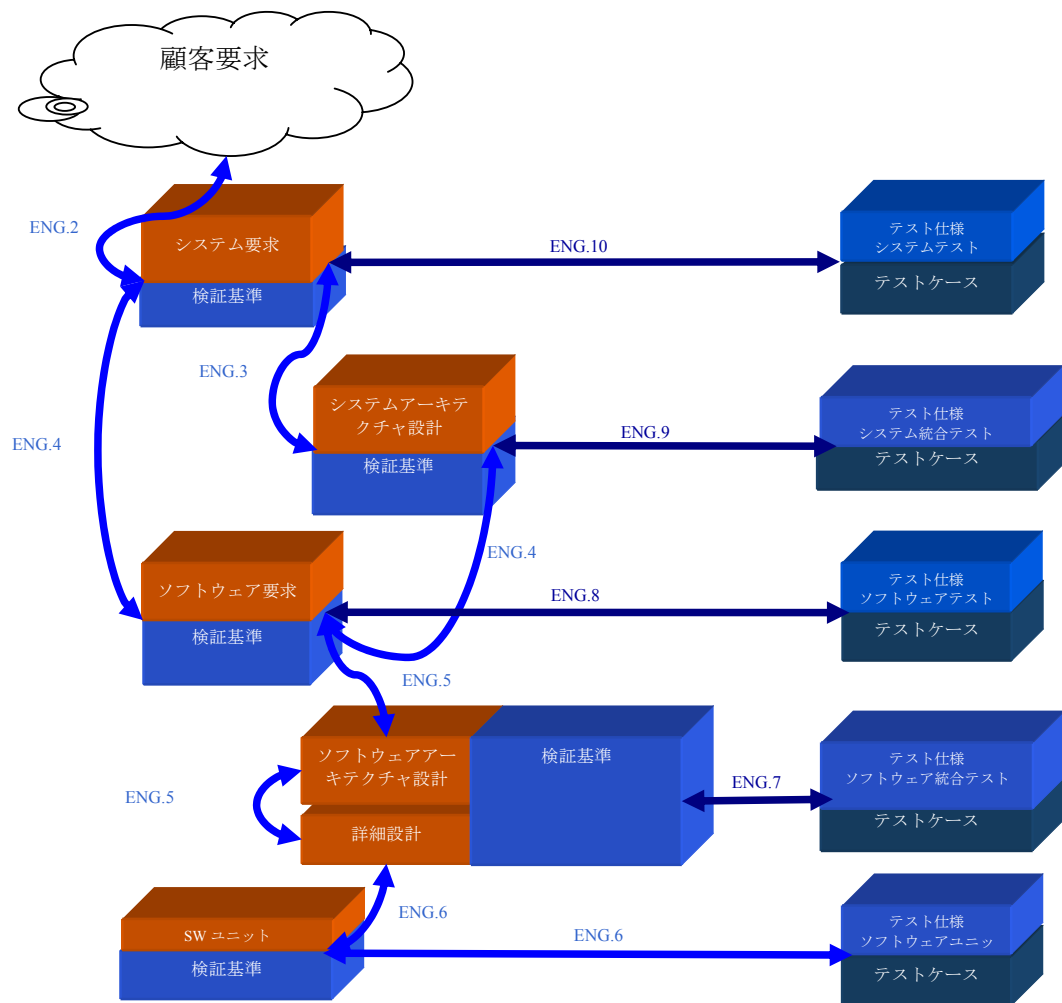 顧客要求
ENG.2
システム要求
検証基準
ENG.10
テスト仕様
システムテスト
テストケース
ENG.3
システムアーキテ
クチャ設計
検証基準
ENG.9
テスト仕様
システム統合テスト
テストケース
ENG.4
ENG.4
ソフトウェア要求
検証基準
ENG.8
テスト仕様
ソフトウェアテスト
テストケース
ENG.5
ソフトウェアアー
キテクチャ設計
検証基準
ENG.5
詳細設計
ENG.7
テスト仕様
ソフトウェア統合テスト
テストケース
ENG.6
SW ユニット
検証基準
ENG.6
テスト仕様
ソフトウェアユニッ
テストケース